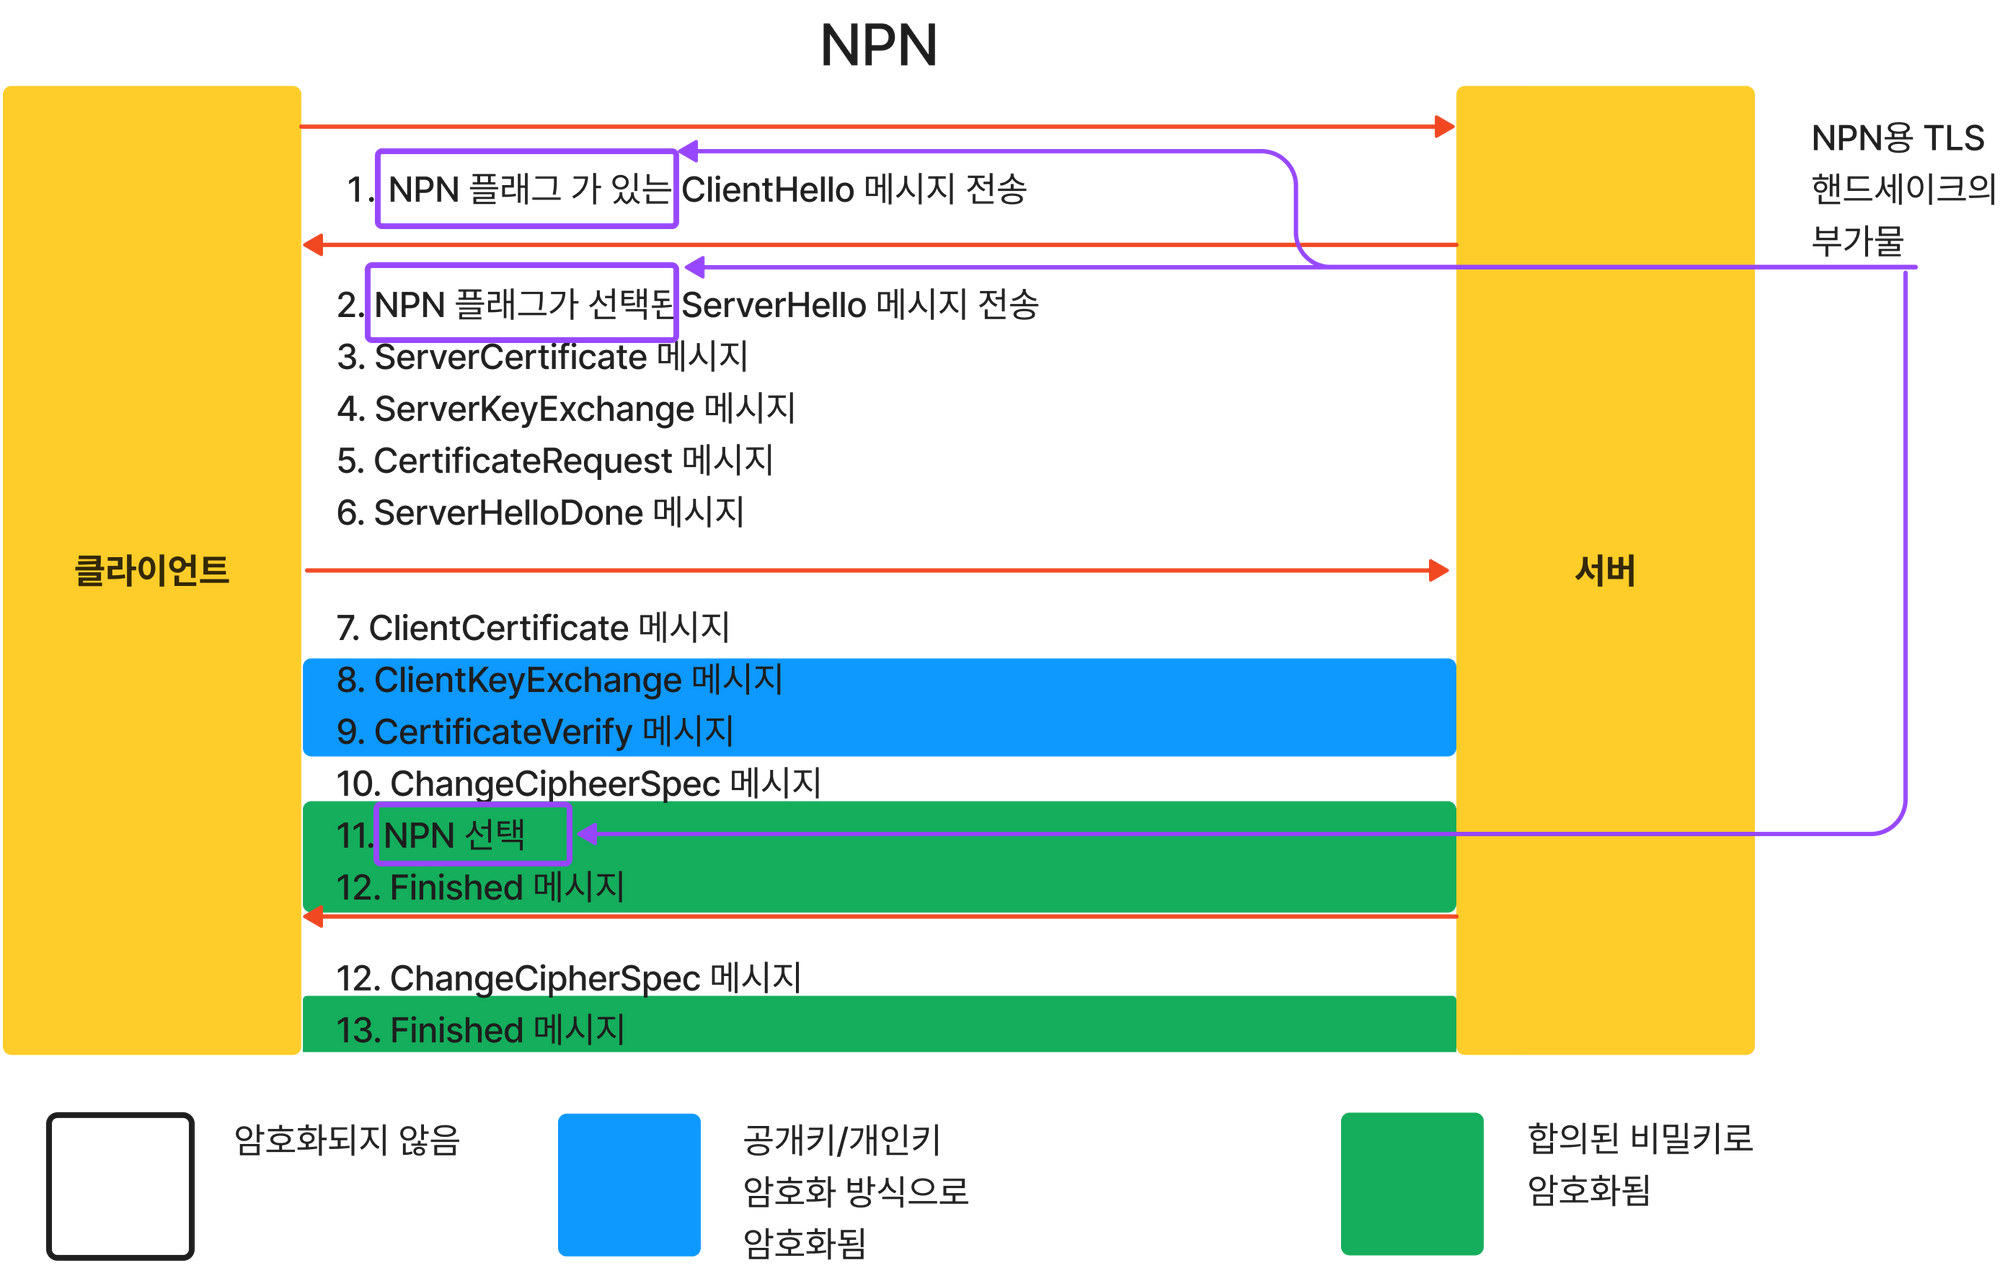 NPN
NPN용 TLS
핸드세이크의
부가물
1. NPN 플래그 가 있는 ClientHello 메시지 전송
2. NPN 플래그가 선택된 ServerHello 메시지 전송
3. ServerCertificate 메시지
4. ServerKeyExchange 메시지
5. CertificateRequest 메시지
6. ServerHelloDone 메시지
클라이언트
서버
7. ClientCertificate 메시지
8. ClientKeyExchange 메시지
9. CertificateVerify 메시지
10. ChangeCipheerSpec 메시지
11. NPN 선택
12. Finished 메시지
12. ChangeCipherSpec 메시지
13. Finished 메시지
암호화되지 않음
공개키/개인키
암호화 방식으로
암호화됨
합의된 비밀키로
암호화됨